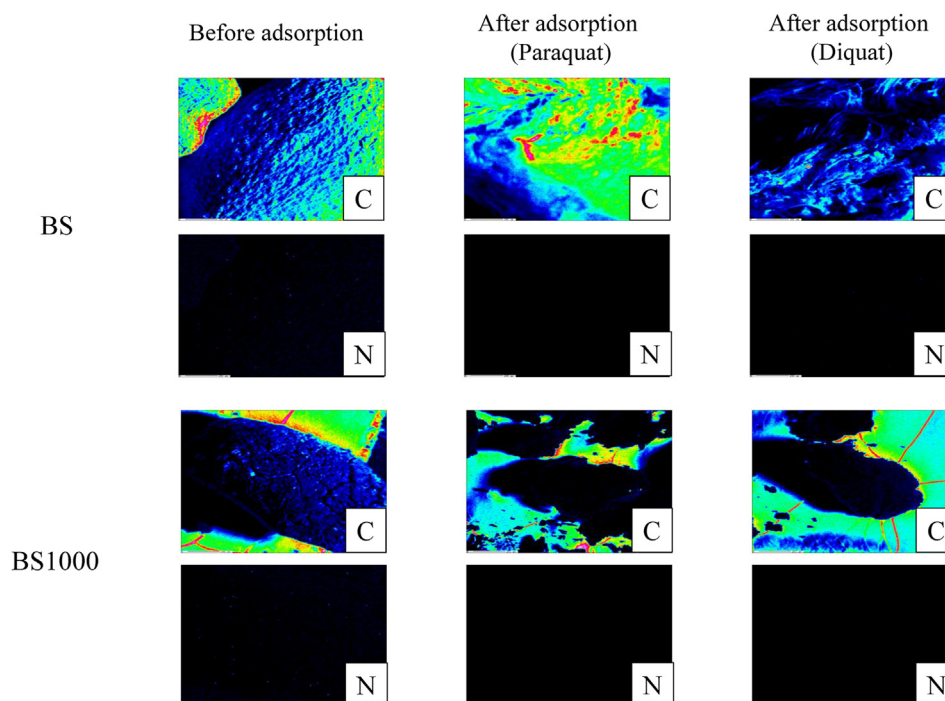 Before adsorption
After adsorption
(Paraquat)
After adsorption
(Diquat)
BS
C
C
C
N
N
N
BS1000
C
C
C
N
N
N